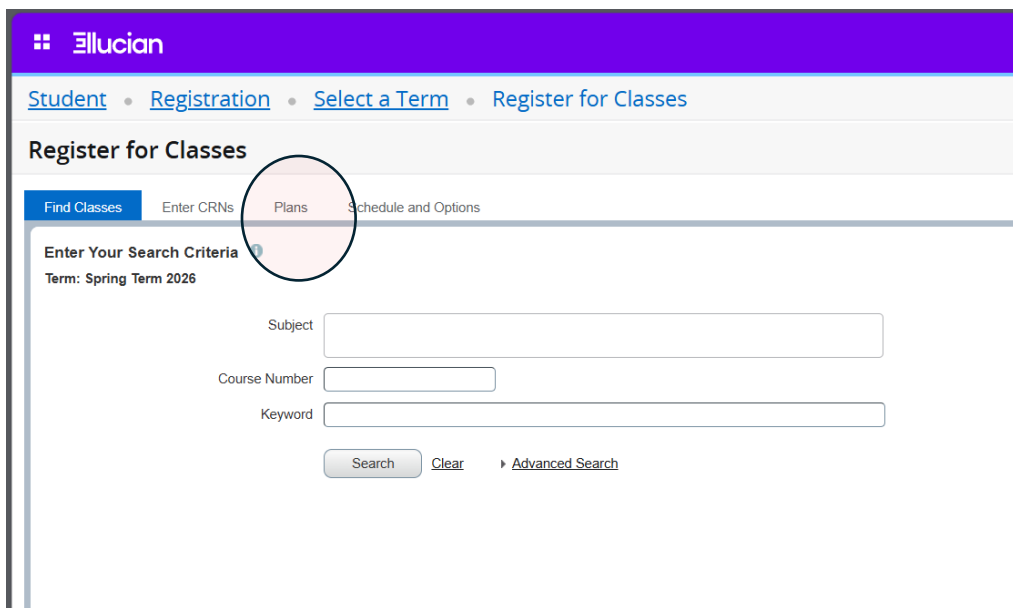 Ellucian
Student • Registration • Select a Term • Register for Classes
Register for Classes
Find Classes Enter CRNs Plans Schedule and Options
Enter Your Search Criteria i
Term: Spring Term 2026
Subject
Course Number
Keyword
Search Clear Advanced Search